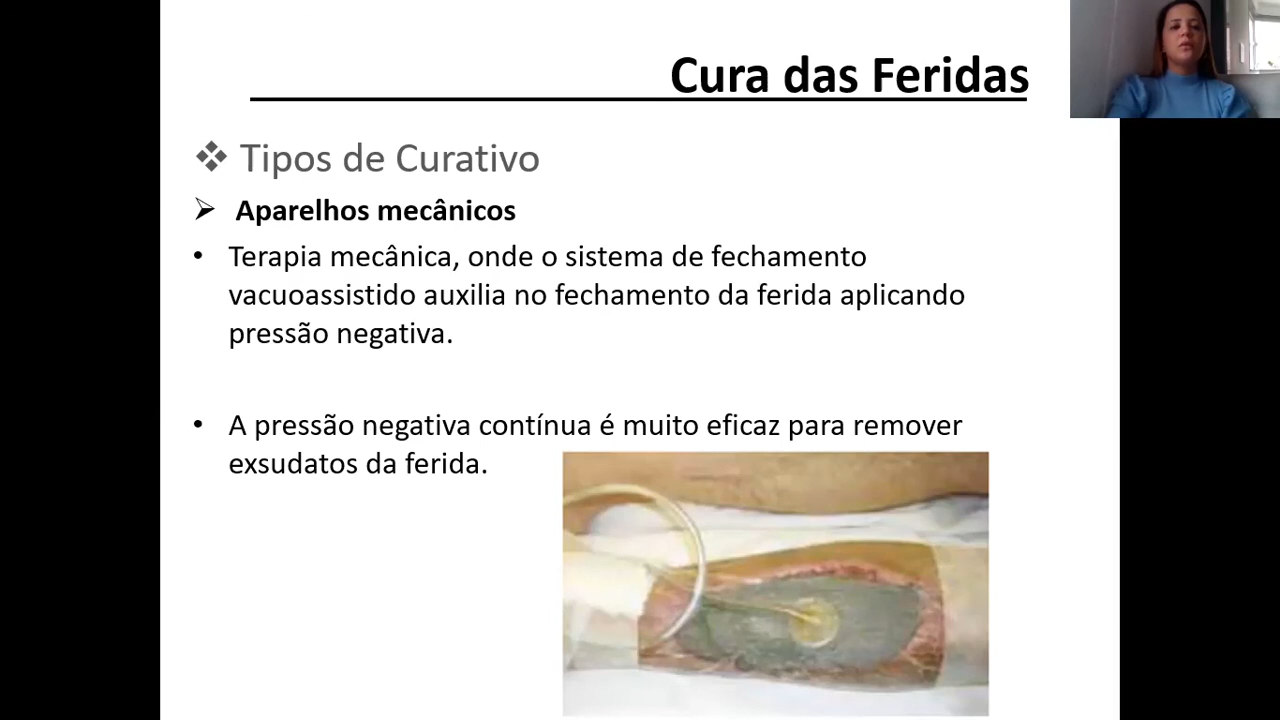 Cura das Feridas
Tipos de Curativo
Aparelhos mecânicos
Terapia mecânica, onde o sistema de fechamento
vacuoassistido auxilia no fechamento da ferida aplicando
pressão negativa.
A pressão negativa contínua é muito eficaz para remover
exsudatos da ferida.